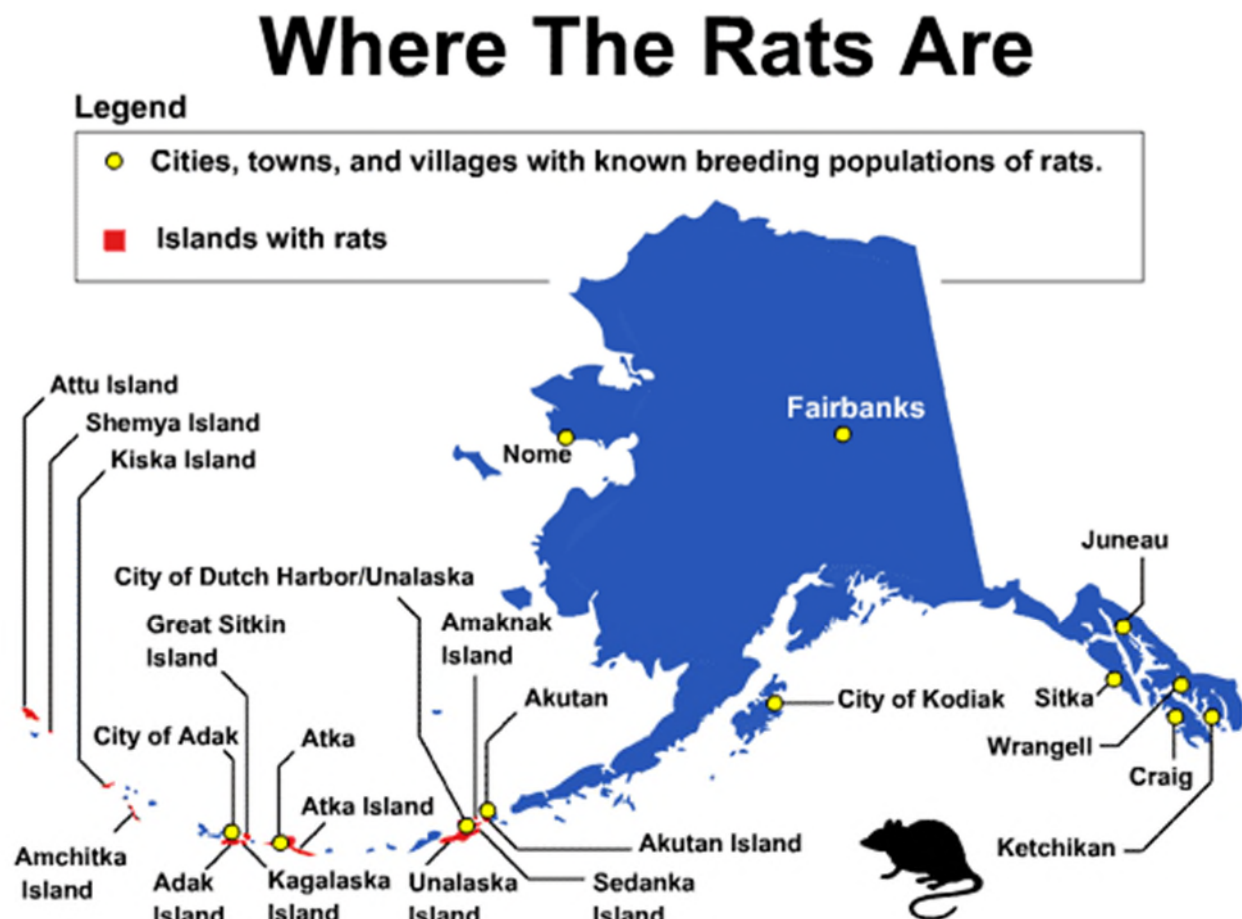 Where The Rats Are
Legend
Cities, towns, and villages with known breeding populations of rats.
Islands with rats
Attu Island
Shemya Island
Kiska Island
Fairbanks
Nome
Juneau
City of Dutch Harbor/Unalaska
Great Sitkin
Island
Amaknak
Island
Akutan
City of Kodiak
Sitka
City of Adak
Atka
Wrangell
Craig
Atka Island
Akutan Island
Ketchikan
Amchitka
Island
Adak
Island
Kagalaska
Island
Unalaska
Island
Sedanka
Island